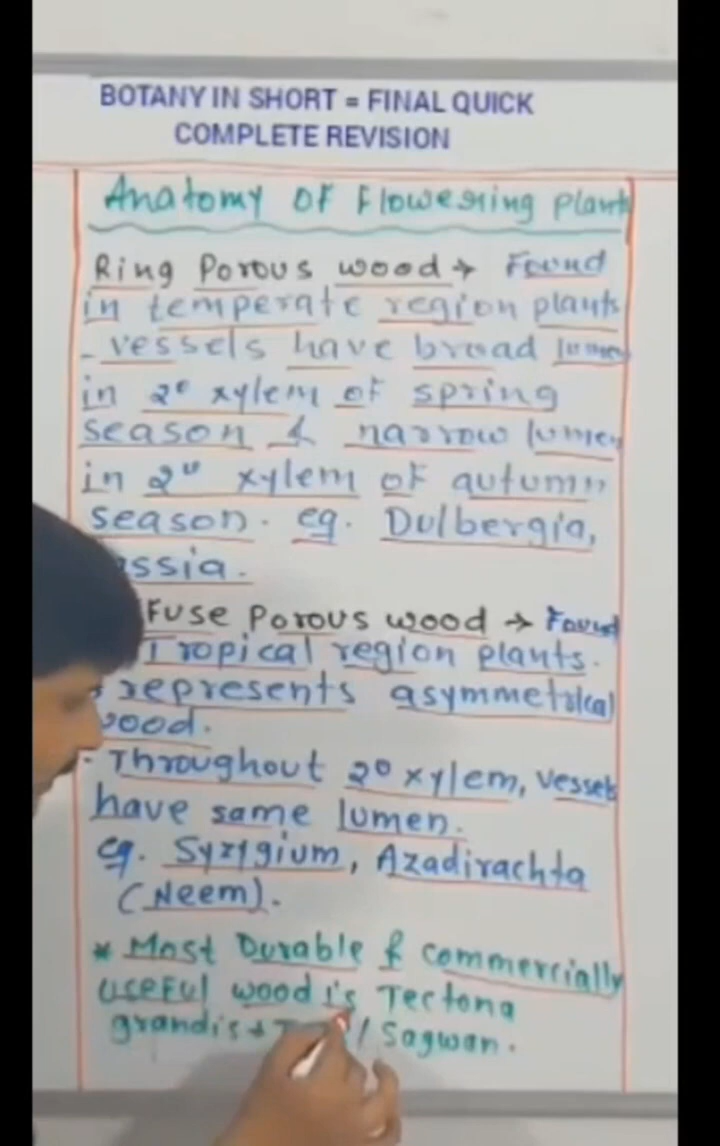 BOTANY IN SHORT = FINAL QUICK
COMPLETE REVISION
Anatomy OF Flowering Plant
Ring Porous wood → Found
in temperate region plants
- vessels have broad lumen
in 2° xylem of spring
season & narrow lumen
in 2° xylem of autumn
season. eg. Dulbergia,
ssia.
Fuse Porous wood → Found
Tropical region plants.
represents asymmetrical
wood.
- Throughout 2° xylem, vessels
have same lumen.
eg. Syzygium, Azadirachta
(Neem).
* Most Durable & commercially
useful wood is Tectona
grandis → / Sagwan.